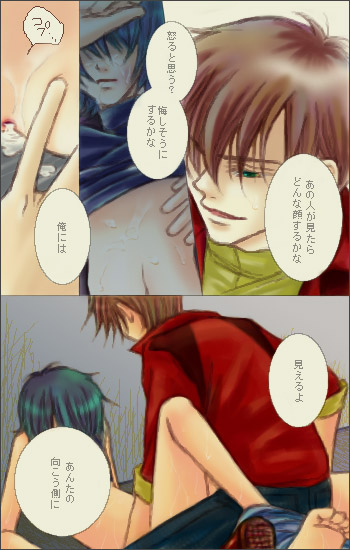 あの人が見たら
どんな顔するかな
怒ると思う？
悔しそうに
するかな
コプ…
俺には
見えるよ
あんたの
向こう側に